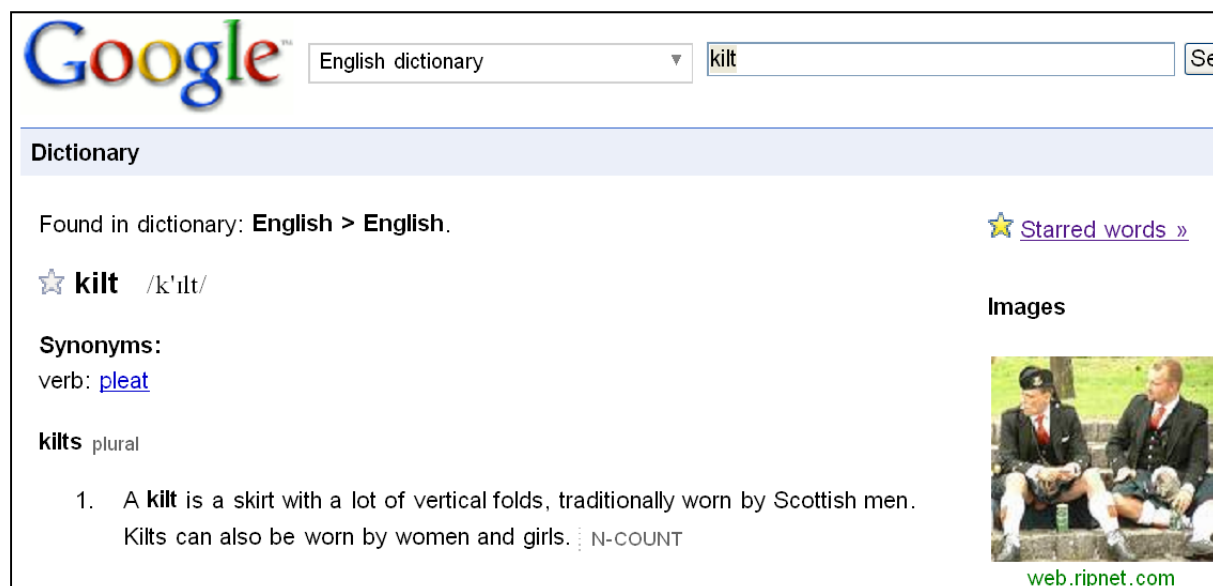 Google™ English dictionary ▼ kilt Se
Dictionary
Found in dictionary: English > English.
Starred words »
kilt /k'ɪlt/
Images
Synonyms:
verb: pleat
kilts plural
1. A kilt is a skirt with a lot of vertical folds, traditionally worn by Scottish men.
Kilts can also be worn by women and girls. N-COUNT
web.ripnet.com